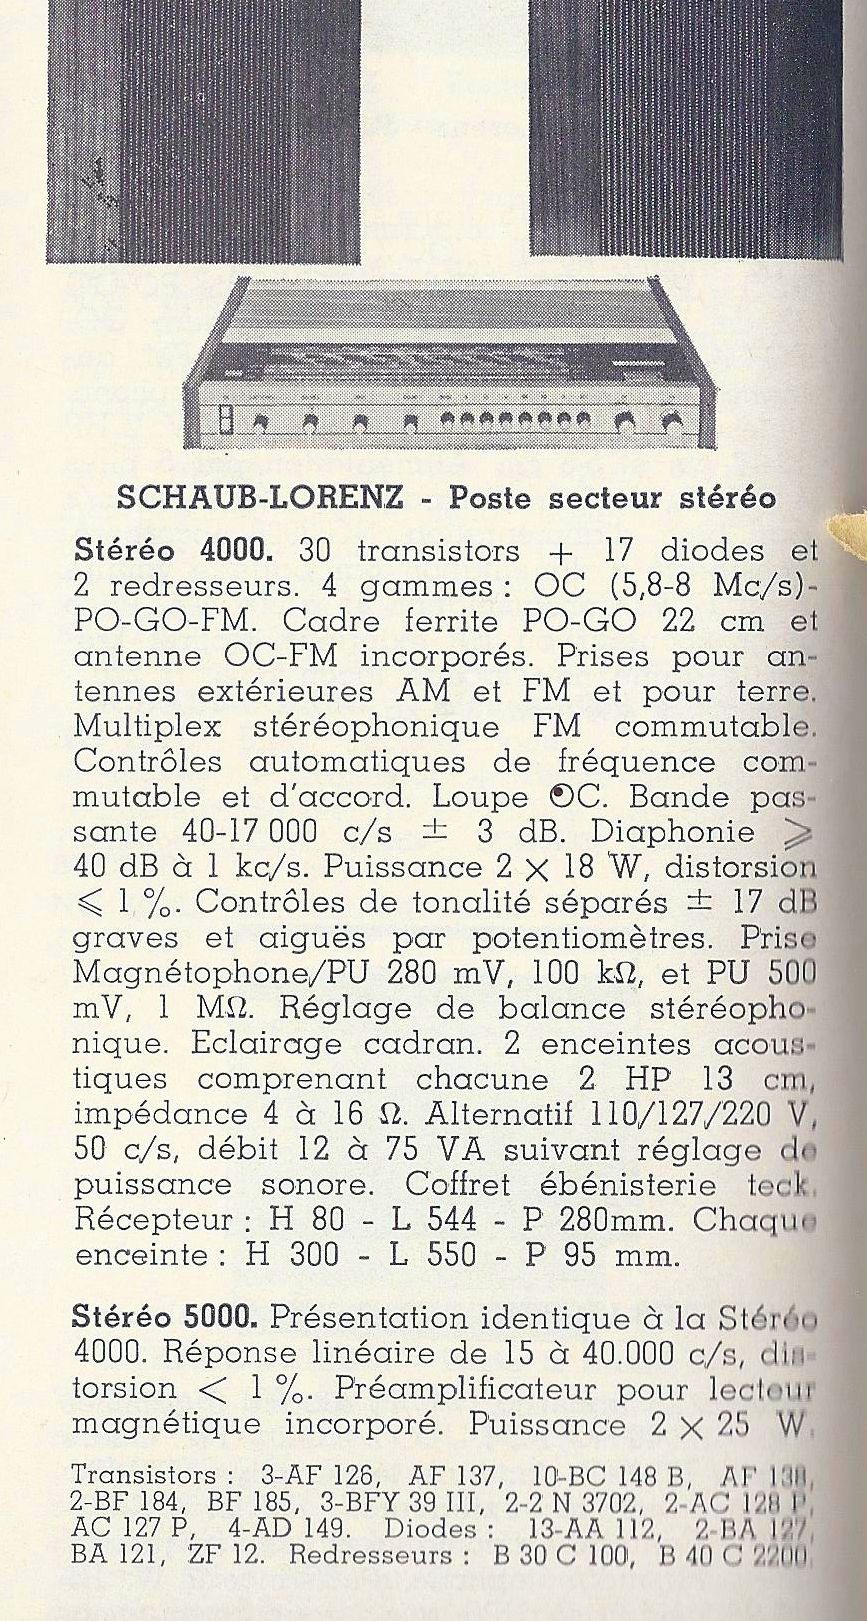 SCHAUB-LORENZ - Poste secteur stéréo
Stéréo 4000. 30 transistors + 17 diodes et
2 redresseurs. 4 gammes : OC (5,8-8 Mc/s)-
PO-GO-FM. Cadre ferrite PO-GO 22 cm et
antenne OC-FM incorporés. Prises pour an-
tennes extérieures AM et FM et pour terre.
Multiplex stéréophonique FM commutable.
Contrôles automatiques de fréquence com-
mutable et d'accord. Loupe OC. Bande pas-
sante 40-17 000 c/s ± 3 dB. Diaphonie ⩾
40 dB à 1 kc/s. Puissance 2 × 18 W, distorsion
⩽ 1 %. Contrôles de tonalité séparés ± 17 dB
graves et aiguës par potentiomètres. Prise
Magnétophone/PU 280 mV, 100 kΩ, et PU 500
mV, 1 MΩ. Réglage de balance stéréopho-
nique. Eclairage cadran. 2 enceintes acous-
tiques comprenant chacune 2 HP 13 cm,
impédance 4 à 16 Ω. Alternatif 110/127/220 V,
50 c/s, débit 12 à 75 VA suivant réglage de
puissance sonore. Coffret ébénisterie teck.
Récepteur : H 80 - L 544 - P 280mm. Chaque
enceinte : H 300 - L 550 - P 95 mm.
Stéréo 5000. Présentation identique à la Stéréo
4000. Réponse linéaire de 15 à 40.000 c/s, dis-
torsion < 1 %. Préamplificateur pour lecteur
magnétique incorporé. Puissance 2 × 25 W.
Transistors : 3-AF 126, AF 137, 10-BC 148 B, AF 138,
2-BF 184, BF 185, 3-BFY 39 III, 2-2 N 3702, 2-AC 128 P,
AC 127 P, 4-AD 149. Diodes : 13-AA 112, 2-BA 127,
BA 121, ZF 12. Redresseurs : B 30 C 100, B 40 C 2200.